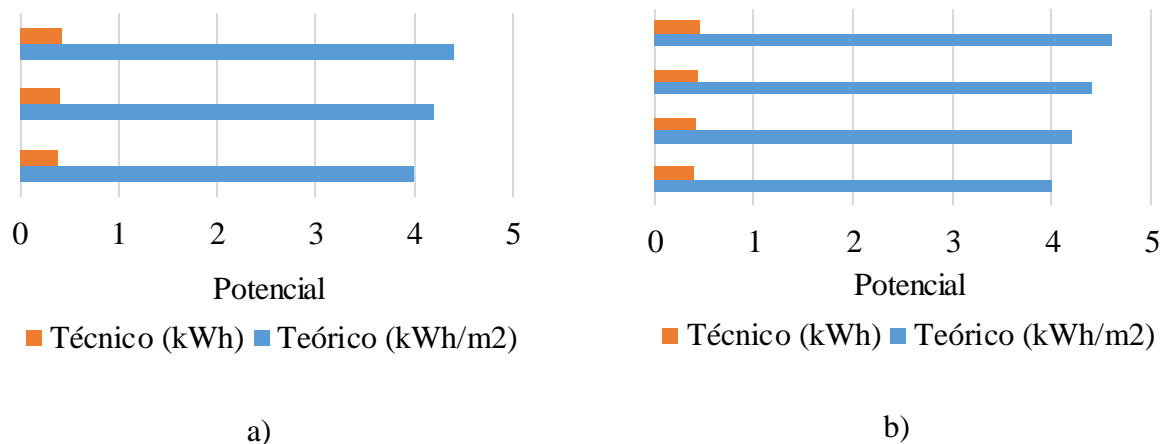 0 1 2 3 4 5
Potencial
Técnico (kWh) Teórico (kWh/m2)
a)
0 1 2 3 4 5
Potencial
Técnico (kWh) Teórico (kWh/m2)
b)